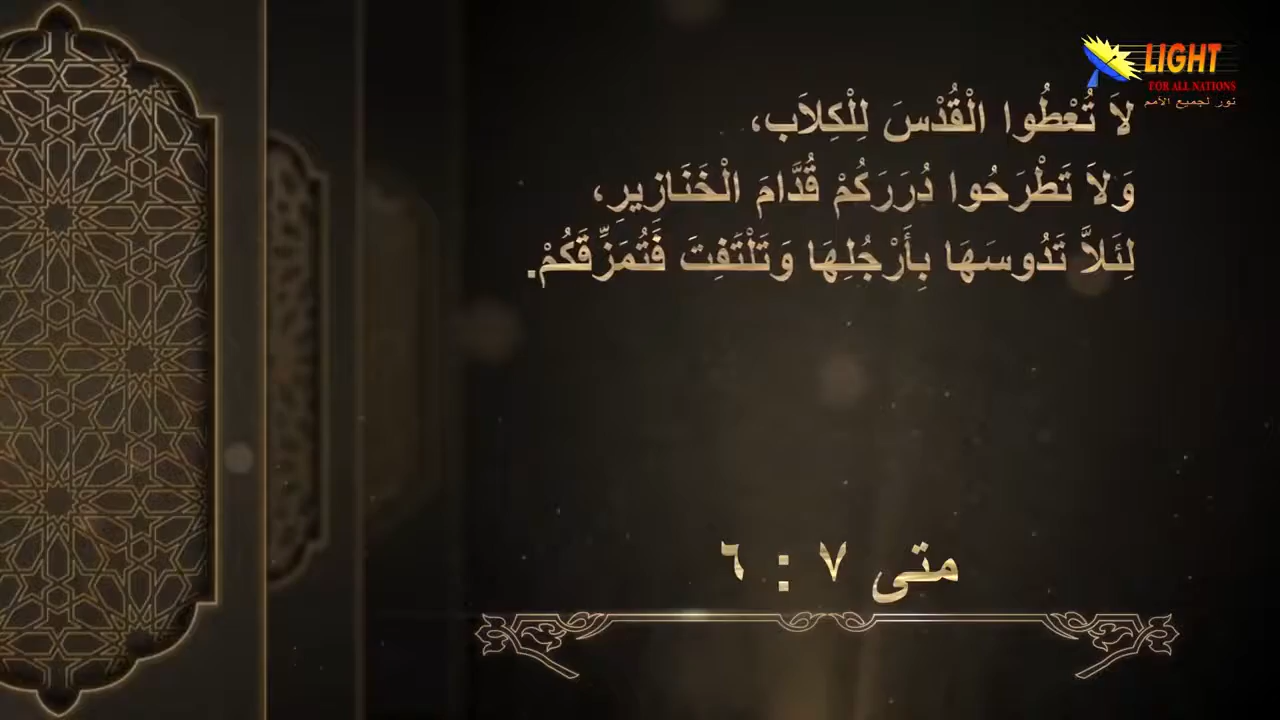 LIGHT
FOR ALL NATIONS
نور لجميع الأمم
لاَ تُعْطُوا الْقُدْسَ لِلْكِلاَب،
وَلاَ تَطْرَحُوا دُرَرَكُمْ قُدَّامَ الْخَنَازِيرِ،
لِئَلاَّ تَدُوسَهَا بِأَرْجُلِهَا وَتَلْتَفِتَ فَتُمَزِّقَكُمْ.
متى ٧ : ٦